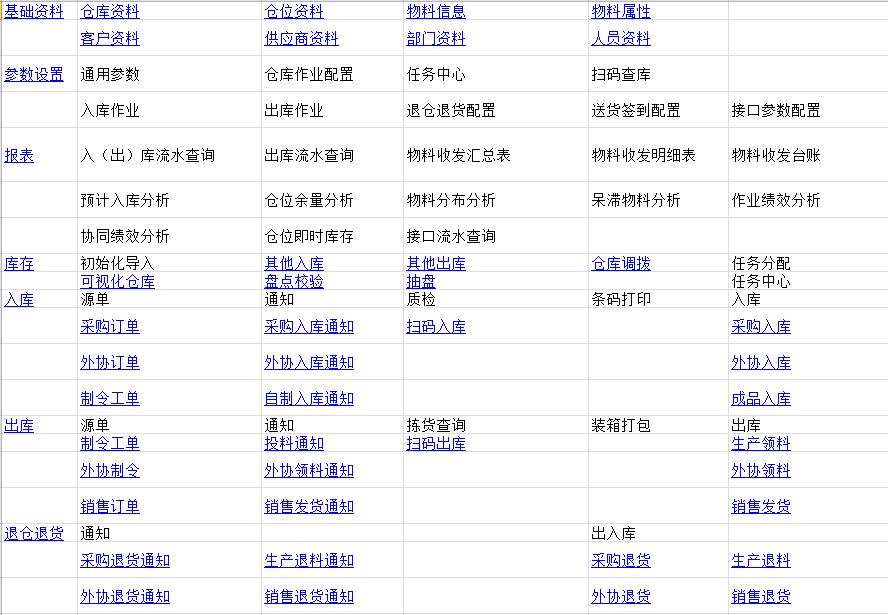 基础资料 仓库资料 仓位资料 物料信息 物料属性
客户资料 供应商资料 部门资料 人员资料
参数设置 通用参数 仓库作业配置 任务中心 扫码查库
入库作业 出库作业 退仓退货配置 送货签到配置 接口参数配置
报表 入（出）库流水查询 出库流水查询 物料收发汇总表 物料收发明细表 物料收发台账
预计入库分析 仓位余量分析 物料分布分析 呆滞物料分析 作业绩效分析
协同绩效分析 仓位即时库存 接口流水查询
库存 初始化导入 其他入库 其他出库 仓库调拨 任务分配
可视化仓库 盘点校验 抽盘 任务中心
入库 源单 通知 质检 条码打印 入库
采购订单 采购入库通知 扫码入库 采购入库
外协订单 外协入库通知 外协入库
制令工单 自制入库通知 成品入库
出库 源单 通知 拣货查询 装箱打包 出库
制令工单 投料通知 扫码出库 生产领料
外协制令 外协领料通知 外协领料
销售订单 销售发货通知 销售发货
退仓退货 通知 出入库
采购退货通知 生产退料通知 采购退货 生产退料
外协退货通知 销售退货通知 外协退货 销售退货